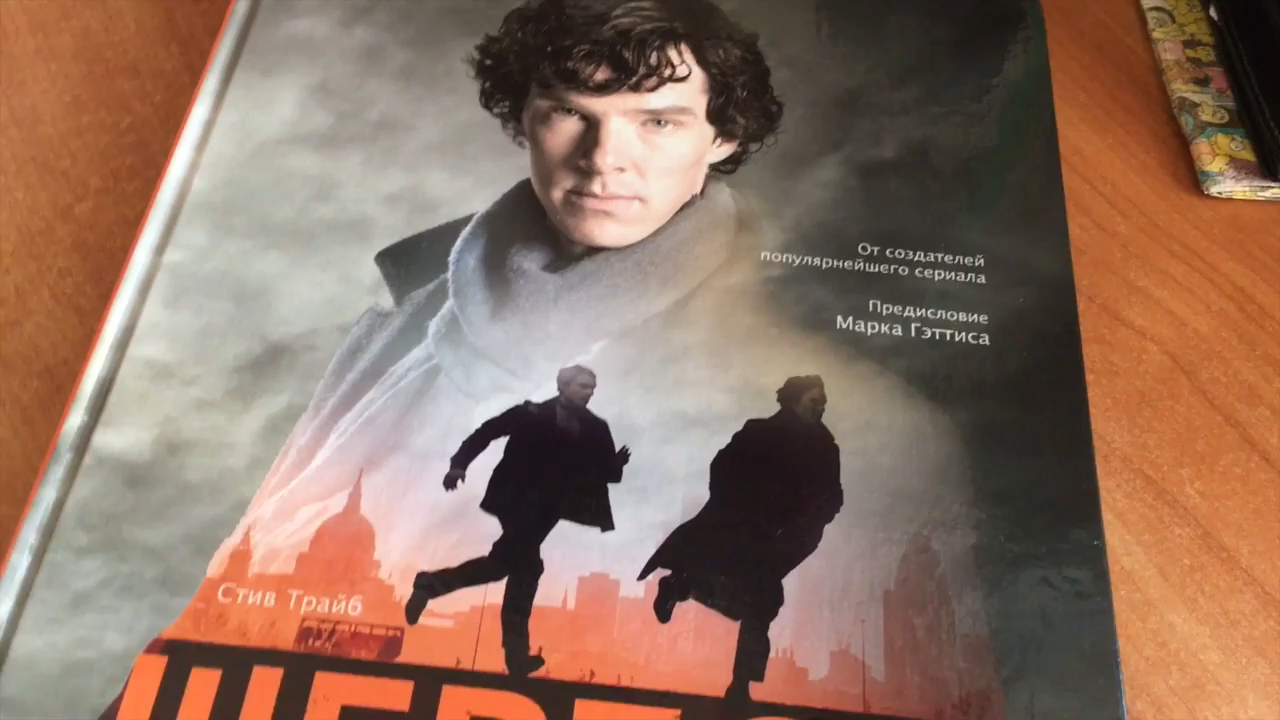 От создателей
популярнейшего сериала
Предисловие
Марка Гэттиса
Стив Трайб